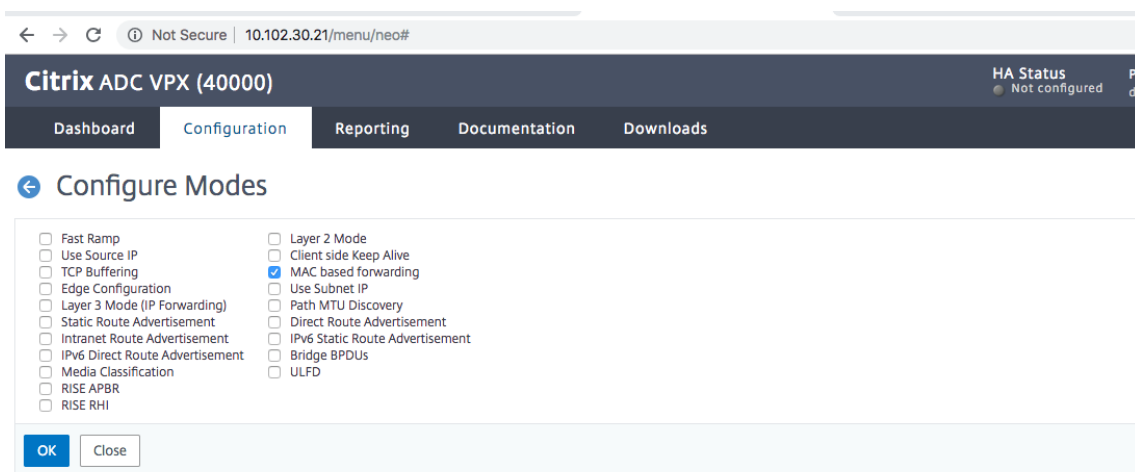 Not Secure | 10.102.30.21/menu/neo#
Citrix ADC VPX (40000)
HA Status
Not configured
Dashboard
Configuration
Reporting
Documentation
Downloads
Configure Modes
Fast Ramp
Use Source IP
TCP Buffering
Edge Configuration
Layer 3 Mode (IP Forwarding)
Static Route Advertisement
Intranet Route Advertisement
IPv6 Direct Route Advertisement
Media Classification
RISE APBR
RISE RHI
Layer 2 Mode
Client side Keep Alive
MAC based forwarding
Use Subnet IP
Path MTU Discovery
Direct Route Advertisement
IPv6 Static Route Advertisement
Bridge BPDUs
ULFD
OK
Close